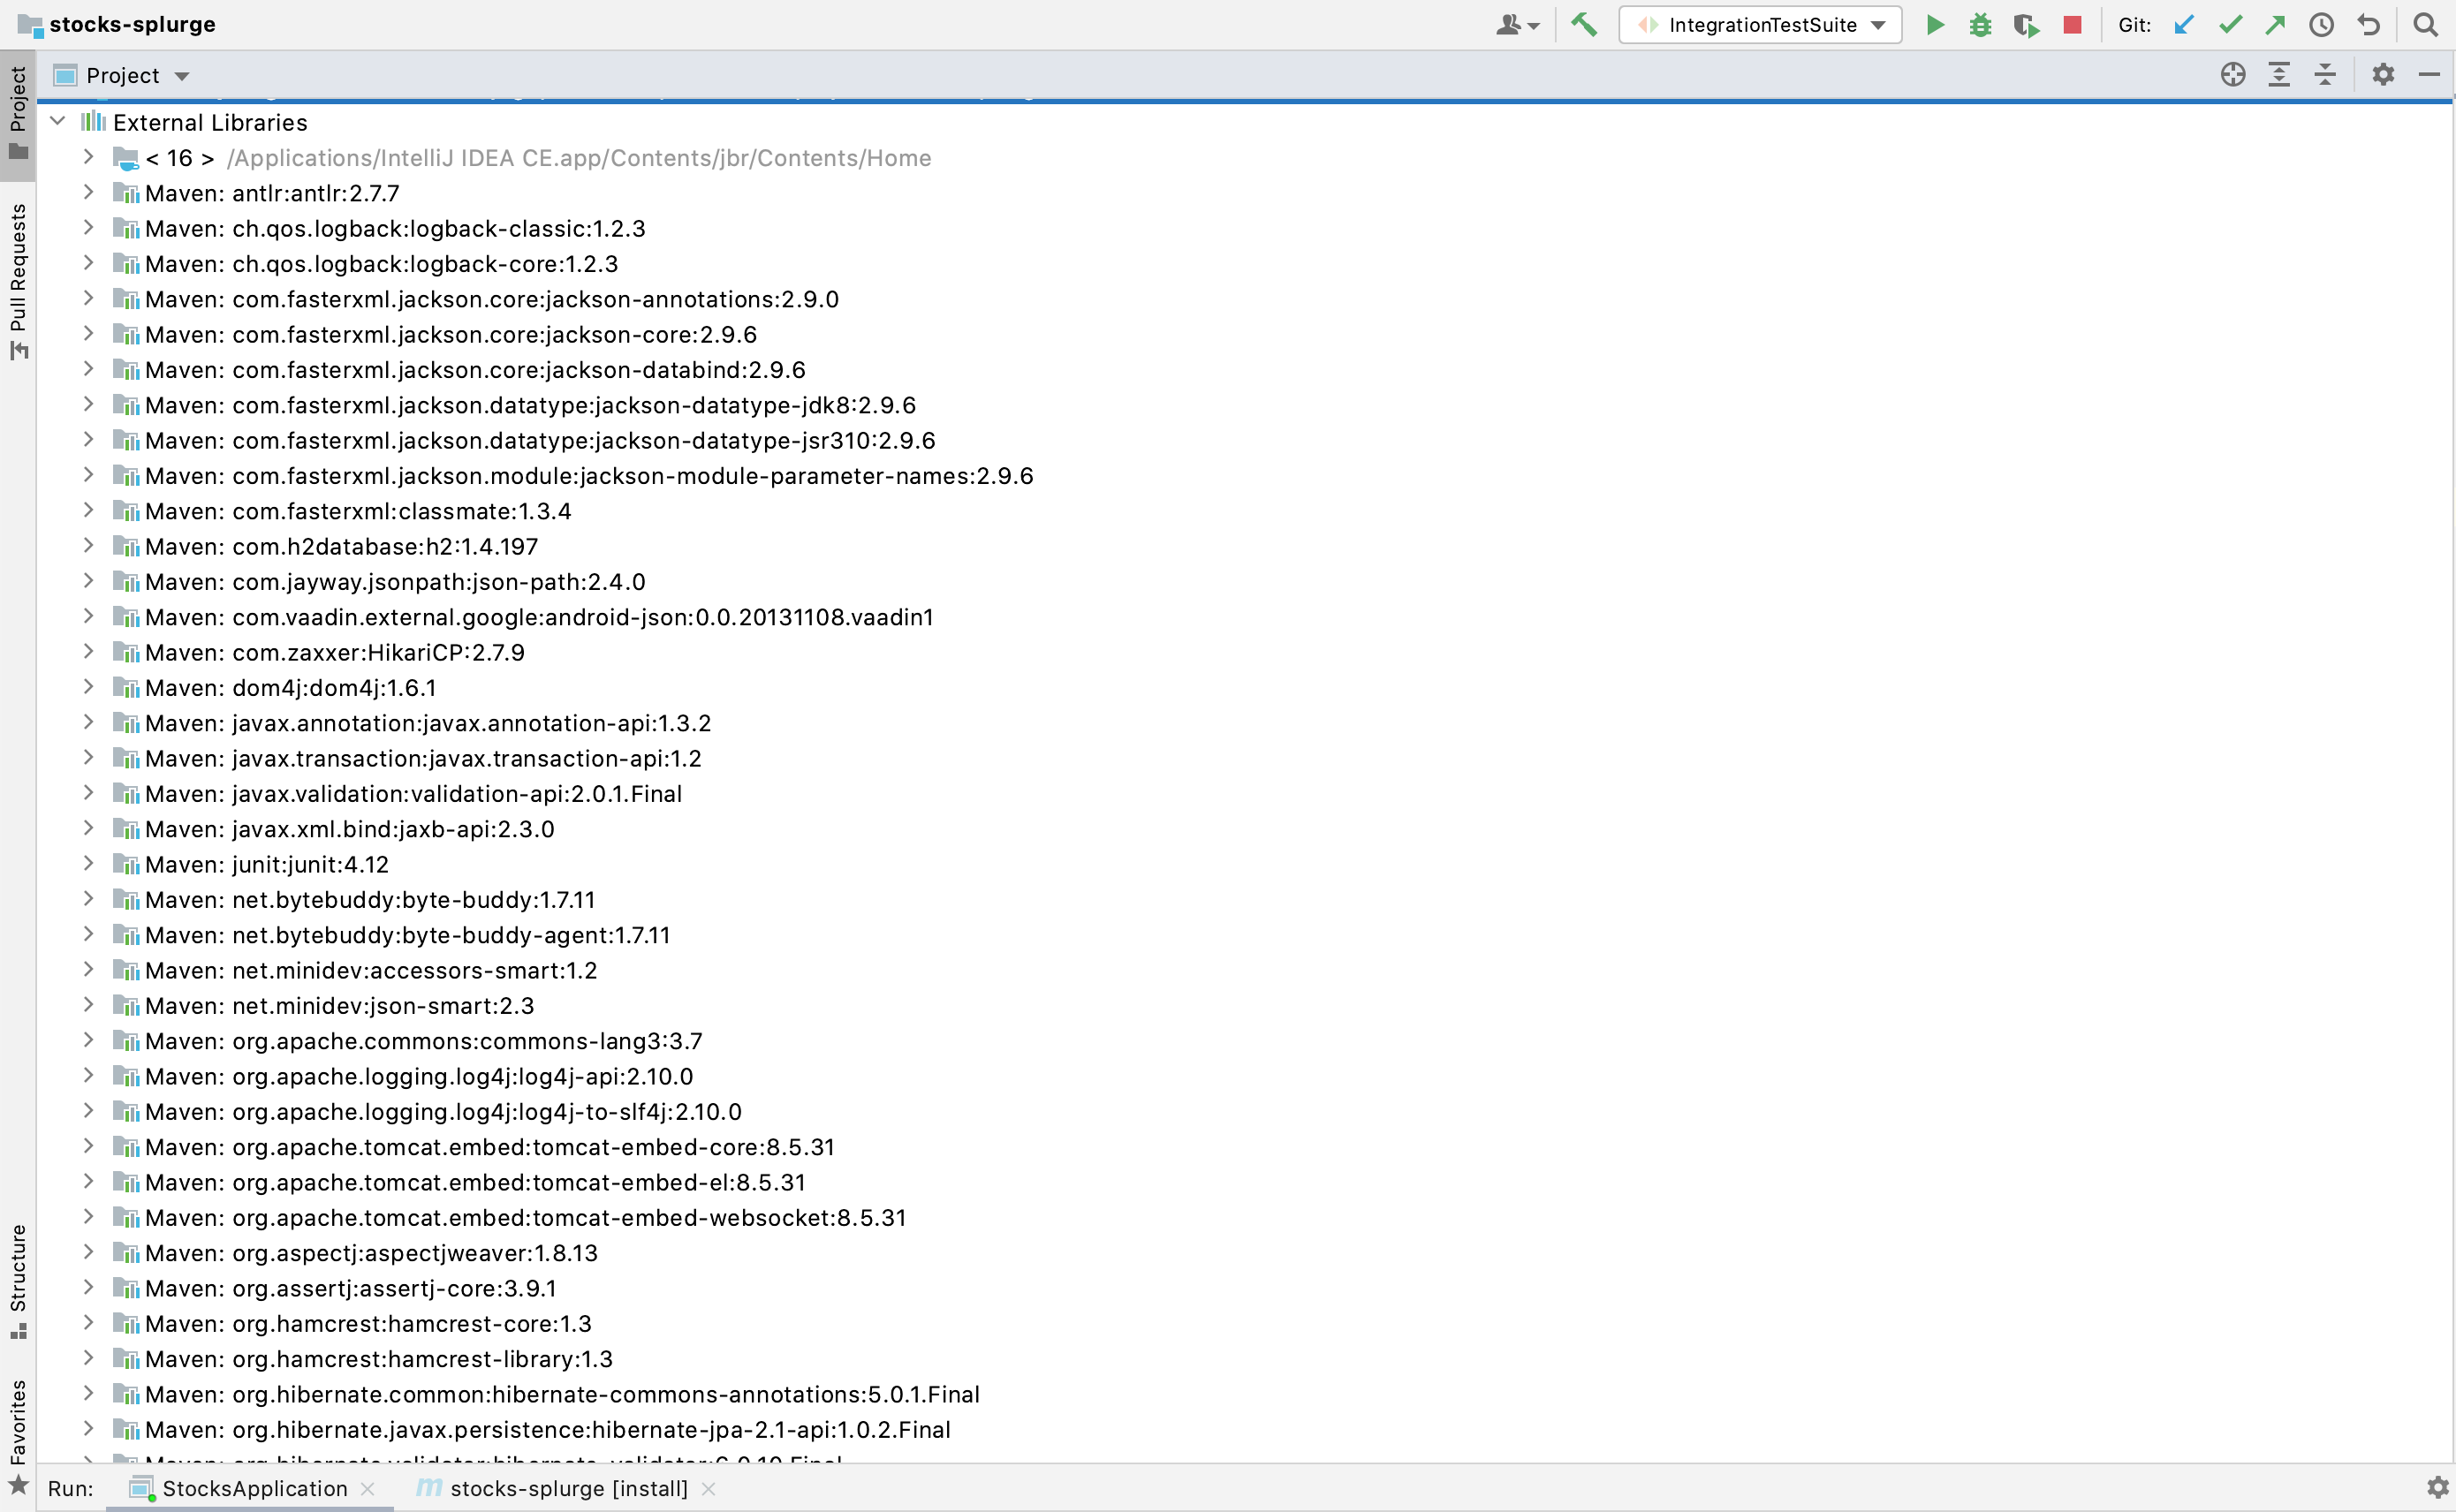 stocks-splurge
IntegrationTestSuite
Git:
Project
Project
Pull Requests
Structure
Favorites
External Libraries
< 16 > /Applications/IntelliJ IDEA CE.app/Contents/jbr/Contents/Home
Maven: antlr:antlr:2.7.7
Maven: ch.qos.logback:logback-classic:1.2.3
Maven: ch.qos.logback:logback-core:1.2.3
Maven: com.fasterxml.jackson.core:jackson-annotations:2.9.0
Maven: com.fasterxml.jackson.core:jackson-core:2.9.6
Maven: com.fasterxml.jackson.core:jackson-databind:2.9.6
Maven: com.fasterxml.jackson.datatype:jackson-datatype-jdk8:2.9.6
Maven: com.fasterxml.jackson.datatype:jackson-datatype-jsr310:2.9.6
Maven: com.fasterxml.jackson.module:jackson-module-parameter-names:2.9.6
Maven: com.fasterxml:classmate:1.3.4
Maven: com.h2database:h2:1.4.197
Maven: com.jayway.jsonpath:json-path:2.4.0
Maven: com.vaadin.external.google:android-json:0.0.20131108.vaadin1
Maven: com.zaxxer:HikariCP:2.7.9
Maven: dom4j:dom4j:1.6.1
Maven: javax.annotation:javax.annotation-api:1.3.2
Maven: javax.transaction:javax.transaction-api:1.2
Maven: javax.validation:validation-api:2.0.1.Final
Maven: javax.xml.bind:jaxb-api:2.3.0
Maven: junit:junit:4.12
Maven: net.bytebuddy:byte-buddy:1.7.11
Maven: net.bytebuddy:byte-buddy-agent:1.7.11
Maven: net.minidev:accessors-smart:1.2
Maven: net.minidev:json-smart:2.3
Maven: org.apache.commons:commons-lang3:3.7
Maven: org.apache.logging.log4j:log4j-api:2.10.0
Maven: org.apache.logging.log4j:log4j-to-slf4j:2.10.0
Maven: org.apache.tomcat.embed:tomcat-embed-core:8.5.31
Maven: org.apache.tomcat.embed:tomcat-embed-el:8.5.31
Maven: org.apache.tomcat.embed:tomcat-embed-websocket:8.5.31
Maven: org.aspectj:aspectjweaver:1.8.13
Maven: org.assertj:assertj-core:3.9.1
Maven: org.hamcrest:hamcrest-core:1.3
Maven: org.hamcrest:hamcrest-library:1.3
Maven: org.hibernate.common:hibernate-commons-annotations:5.0.1.Final
Maven: org.hibernate.javax.persistence:hibernate-jpa-2.1-api:1.0.2.Final
Maven: org.hibernate.validator:hibernate-validator:6.0.10.Final
Run: StocksApplication stocks-splurge [install]